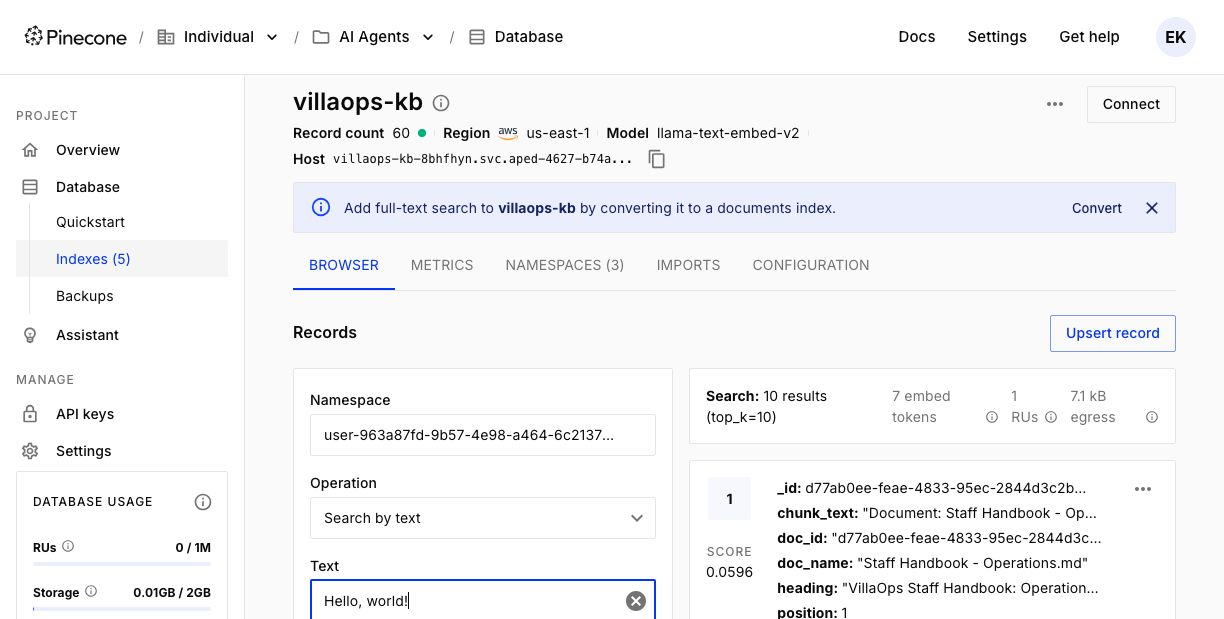 Pinecone / Individual / AI Agents / Database Docs Settings Get help EK
PROJECT
Overview
Database
Quickstart
Indexes (5)
Backups
Assistant
MANAGE
API keys
Settings
DATABASE USAGE
RUs 0 / 1M
Storage 0.01GB / 2GB
villaops-kb
Connect
Record count 60 Region aws us-east-1 Model llama-text-embed-v2
Host villaops-kb-8bhfhyn.svc.aped-4627-b74a...
Add full-text search to villaops-kb by converting it to a documents index. Convert
BROWSER METRICS NAMESPACES (3) IMPORTS CONFIGURATION
Records
Upsert record
Namespace
user-963a87fd-9b57-4e98-a464-6c2137...
Operation
Search by text
Text
Hello, world!
Search: 10 results 7 embed 1 7.1 kB
(top_k=10) tokens RUs egress
1
SCORE
0.0596
_id: d77ab0ee-feae-4833-95ec-2844d3c2b...
chunk_text: "Document: Staff Handbook - Op...
doc_id: "d77ab0ee-feae-4833-95ec-2844d3c...
doc_name: "Staff Handbook - Operations.md"
heading: "VillaOps Staff Handbook: Operation...
position: 1